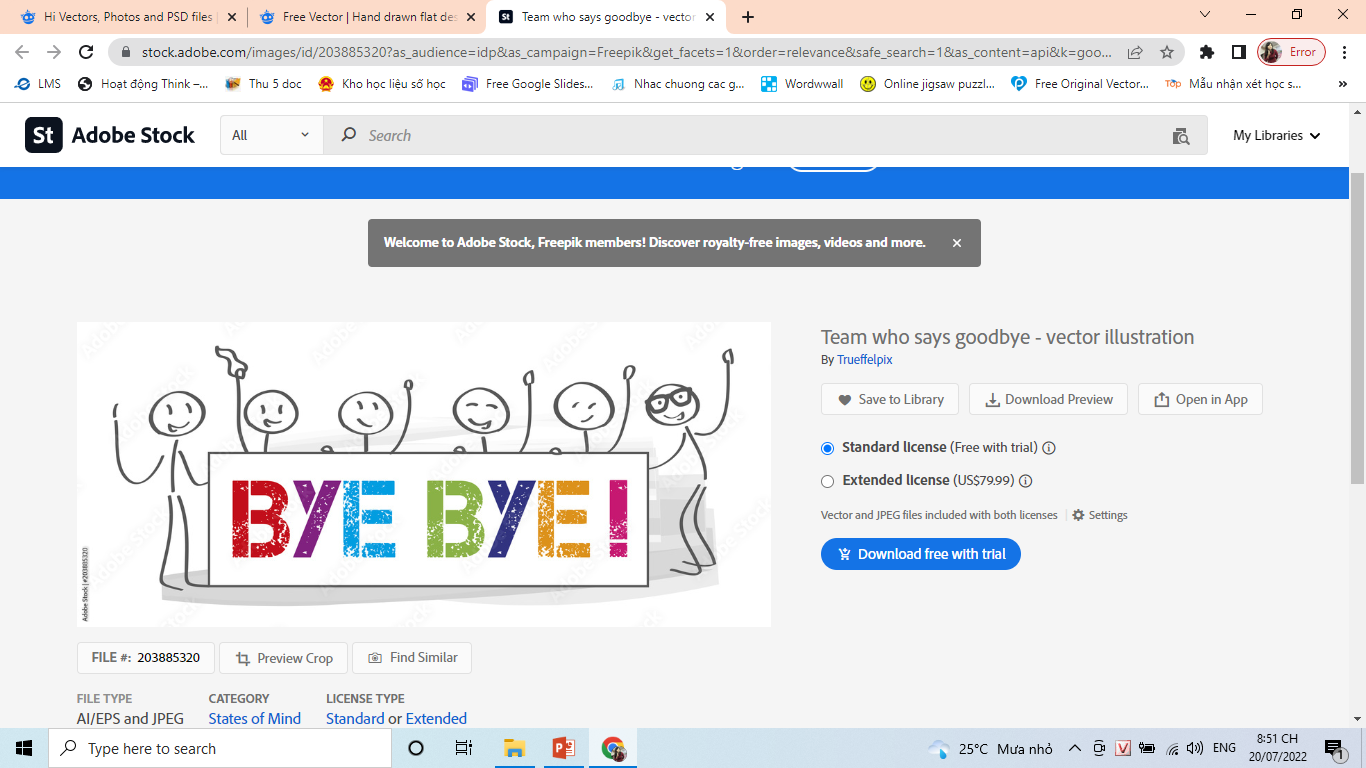 Hi Vectors, Photos and PSD files |
Free Vector | Hand drawn flat des
Team who says goodbye - vector
stock.adobe.com/images/id/203885320?as_audience=idp&as_campaign=Freepik&get_facets=1&order=relevance&safe_search=1&as_content=api&k=goo...
Error
LMS
Hoạt động Think –...
Thu 5 doc
Kho học liệu số học
Free Google Slides...
Nhac chuong cac g...
Wordwwall
Online jigsaw puzzl...
Free Original Vector...
TOP
Mẫu nhận xét học s...
»
St Adobe Stock
All
Search
My Libraries
Welcome to Adobe Stock, Freepik members! Discover royalty-free images, videos and more.
Team who says goodbye - vector illustration
By Trueffelpix
Save to Library
Download Preview
Open in App
Standard license (Free with trial)
Extended license (US$79.99)
Vector and JPEG files included with both licenses
Settings
Download free with trial
BYE BYE!
Adobe Stock | #203885320
FILE #: 203885320
Preview Crop
Find Similar
FILE TYPE
AI/EPS and JPEG
CATEGORY
States of Mind
LICENSE TYPE
Standard or Extended
Type here to search
25°C Mưa nhỏ
ENG
8:51 CH
20/07/2022
1